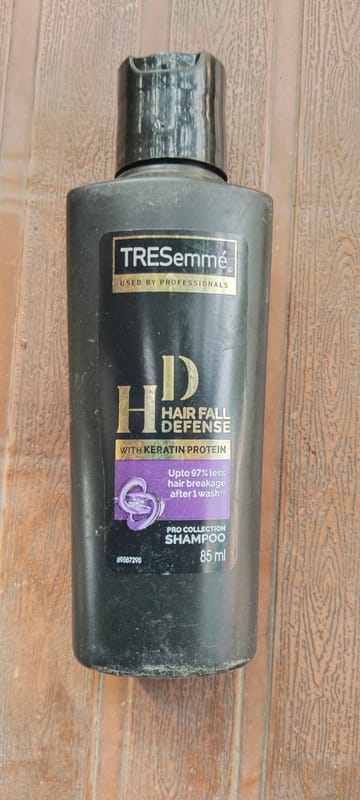 TRESemmé®
USED BY PROFESSIONALS
HD
HAIR FALL
DEFENSE
WITH KERATIN PROTEIN
Upto 97% less
hair breakage
after 1 wash**
PRO COLLECTION
SHAMPOO
69587298 85 ml